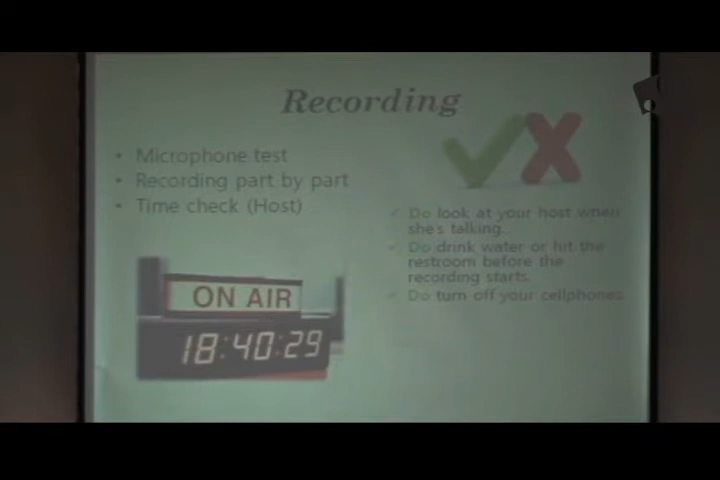 Recording
• Microphone test
• Recording part by part
• Time check (Host)
✓ Do look at your host when
she's talking..
✓ Do drink water or hit the
restroom before the
recording starts.
✓ Do turn off your cellphones.
ON AIR
18:40:29